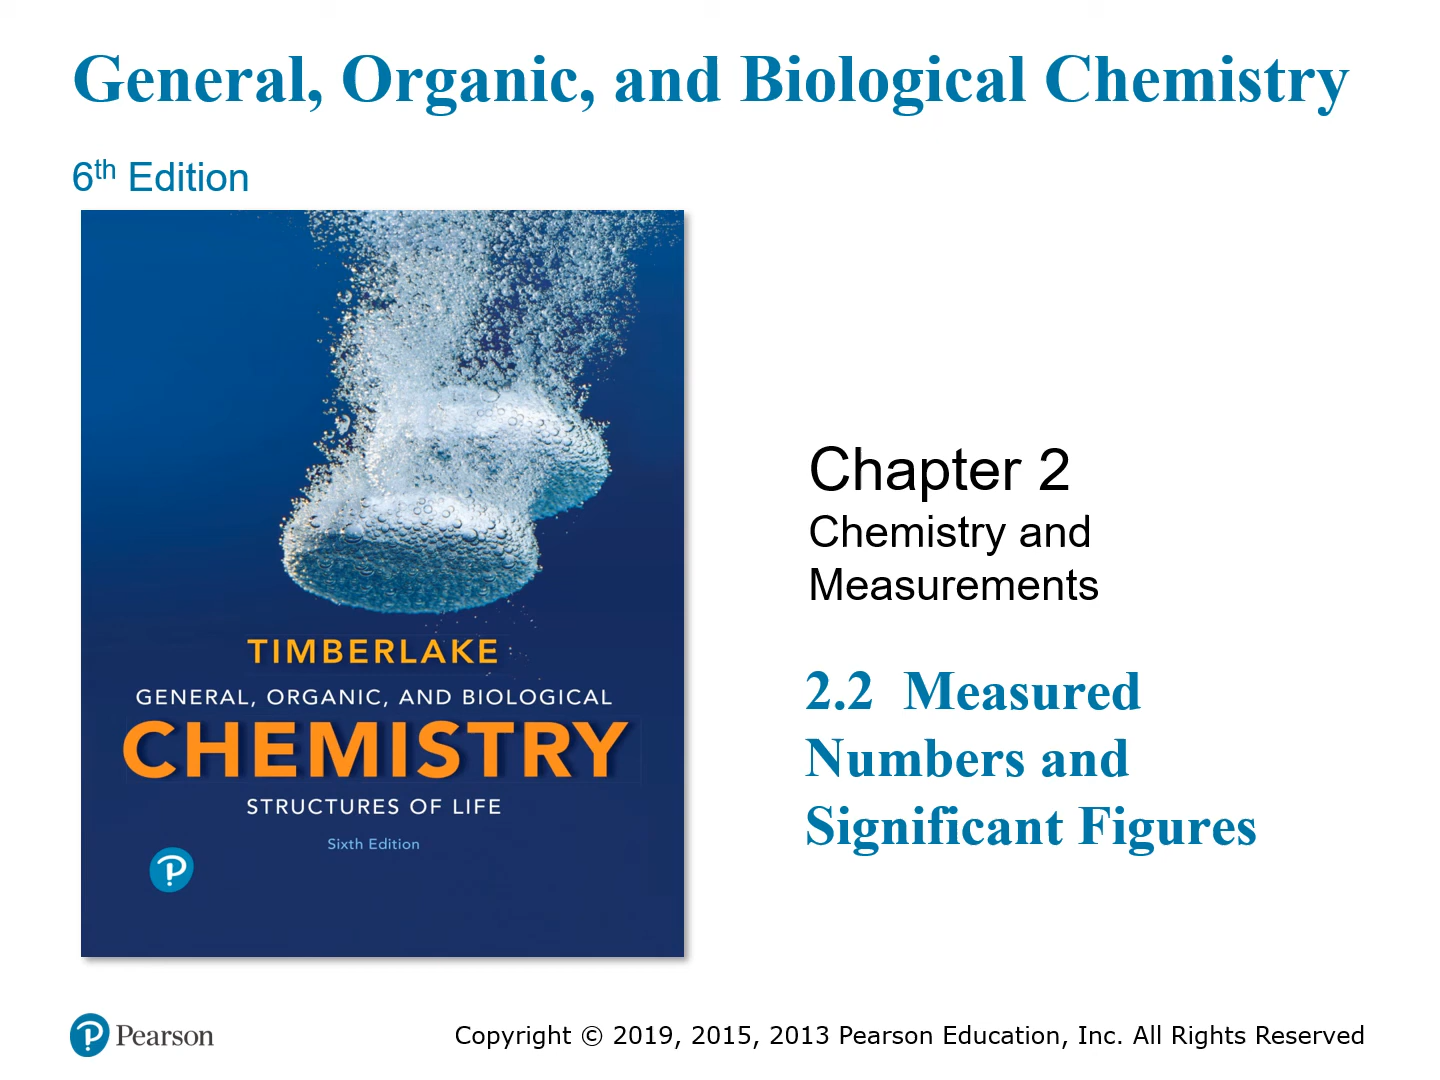 General, Organic, and Biological Chemistry
6th Edition
TIMBERLAKE
GENERAL, ORGANIC, AND BIOLOGICAL
CHEMISTRY
STRUCTURES OF LIFE
Sixth Edition
P
Chapter 2
Chemistry and
Measurements
2.2 Measured
Numbers and
Significant Figures
P Pearson
Copyright © 2019, 2015, 2013 Pearson Education, Inc. All Rights Reserved